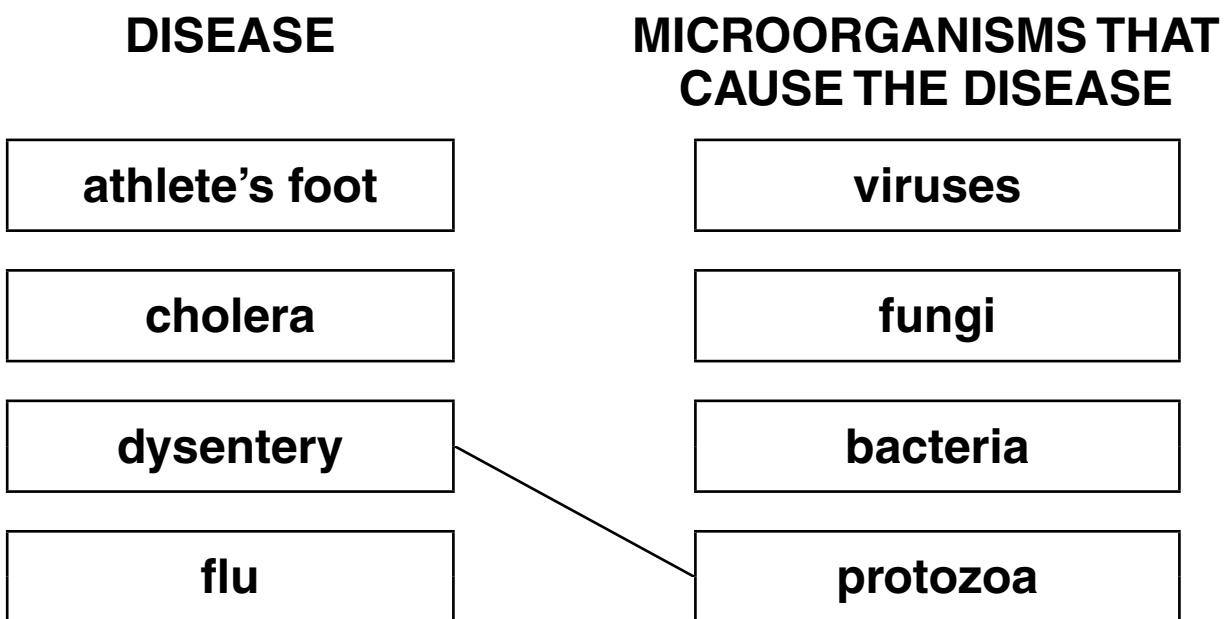 DISEASE
MICROORGANISMS THAT
CAUSE THE DISEASE
athlete’s foot
viruses
cholera
fungi
dysentery
bacteria
flu
protozoa